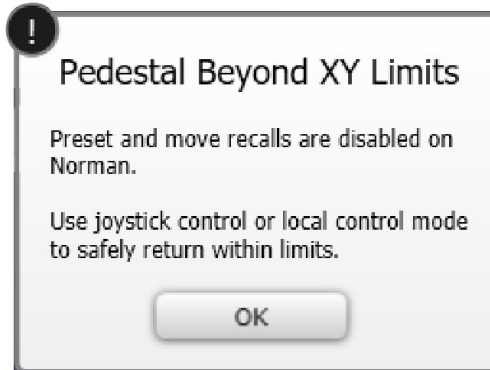 !
Pedestal Beyond XY Limits
Preset and move recalls are disabled on
Norman.
Use joystick control or local control mode
to safely return within limits.
OK